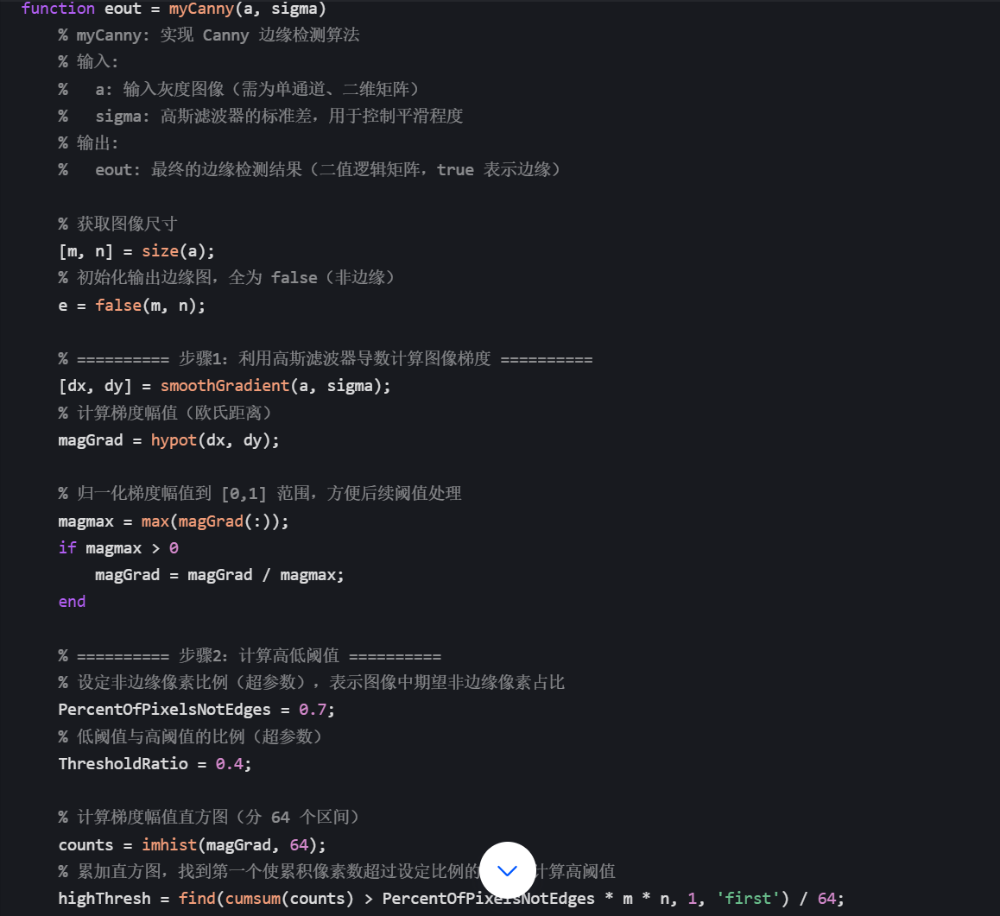 function eout = myCanny(a, sigma)
% myCanny: 实现 Canny 边缘检测算法
% 输入:
%   a: 输入灰度图像（需为单通道、二维矩阵）
%   sigma: 高斯滤波器的标准差，用于控制平滑程度
% 输出:
%   eout: 最终的边缘检测结果（二值逻辑矩阵，true 表示边缘）
% 获取图像尺寸
[m, n] = size(a);
% 初始化输出边缘图，全为 false（非边缘）
e = false(m, n);
% ========== 步骤1: 利用高斯滤波器导数计算图像梯度 ==========
[dx, dy] = smoothGradient(a, sigma);
% 计算梯度幅值（欧氏距离）
magGrad = hypot(dx, dy);
% 归一化梯度幅值到 [0,1] 范围，方便后续阈值处理
magmax = max(magGrad(:));
if magmax > 0
magGrad = magGrad / magmax;
end
% ========== 步骤2: 计算高低阈值 ==========
% 设定非边缘像素比例（超参数），表示图像中期望非边缘像素占比
PercentOfPixelsNotEdges = 0.7;
% 低阈值与高阈值的比例（超参数）
ThresholdRatio = 0.4;
% 计算梯度幅值直方图（分 64 个区间）
counts = imhist(magGrad, 64);
% 累加直方图，找到第一个使累积像素数超过设定比例的 计算高阈值
highThresh = find(cumsum(counts) > PercentOfPixelsNotEdges * m * n, 1, 'first') / 64;